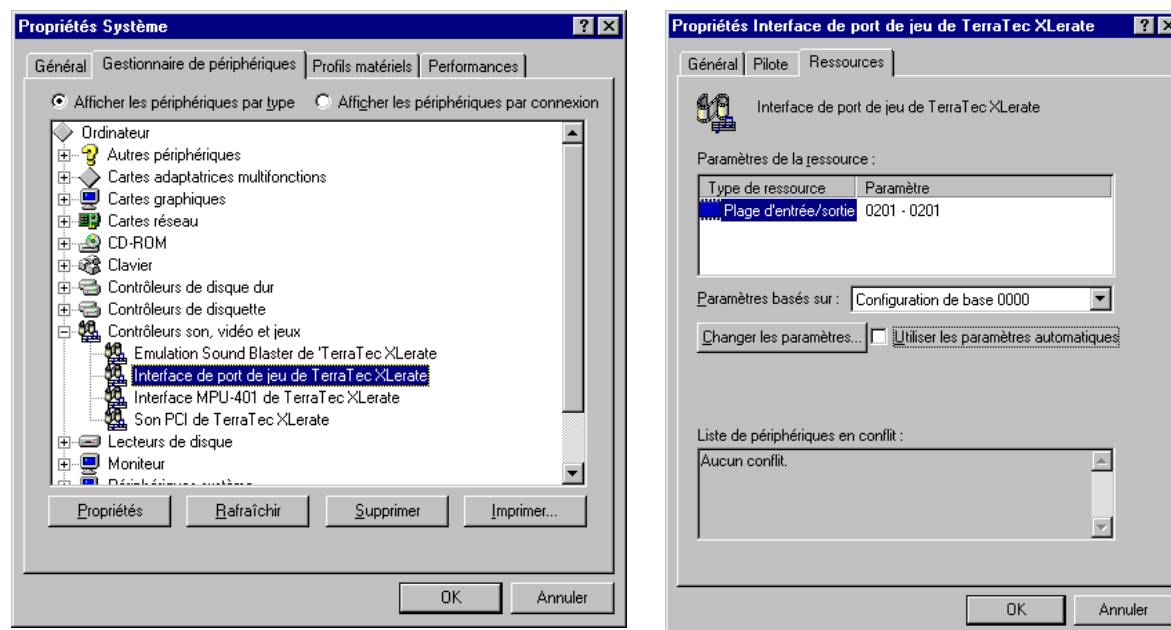 Propriétés Système
Général Gestionnaire de périphériques Profils matériels Performances
Afficher les périphériques par type Afficher les périphériques par connexion
Ordinateur
Autres périphériques
Cartes adaptatrices multifonctions
Cartes graphiques
Cartes réseau
CD-ROM
Clavier
Contrôleurs de disque dur
Contrôleurs de disquette
Contrôleurs son, vidéo et jeux
Emulation Sound Blaster de 'TerraTec XLerate
Interface de port de jeu de TerraTec XLerate
Interface MPU-401 de TerraTec XLerate
Son PCI de TerraTec XLerate
Lecteurs de disque
Moniteur
Propriétés Rafraîchir Supprimer Imprimer...
OK Annuler
Propriétés Interface de port de jeu de TerraTec XLerate
Général Pilote Ressources
Interface de port de jeu de TerraTec XLerate
Paramètres de la ressource :
Type de ressource Paramètre
Plage d'entrée/sortie 0201 - 0201
Paramètres basés sur : Configuration de base 0000
Changer les paramètres... Utiliser les paramètres automatiques
Liste de périphériques en conflit :
Aucun conflit.
OK Annuler